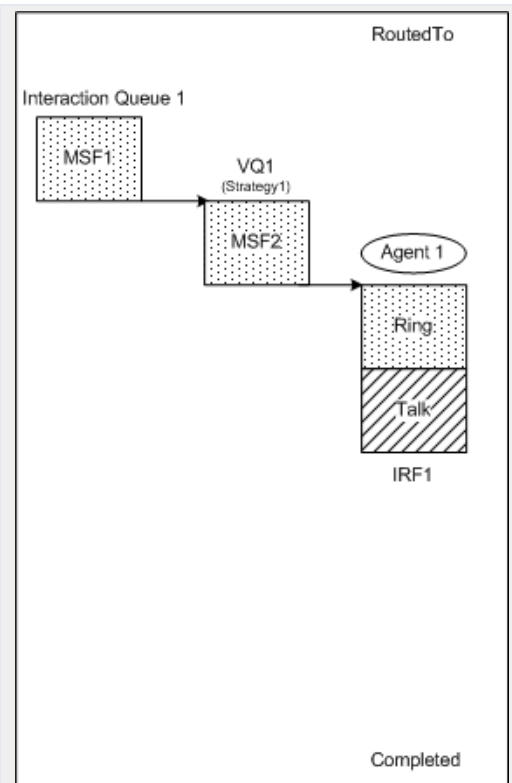 RoutedTo
Interaction Queue 1
MSF1
VQ1
(Strategy1)
MSF2
Agent 1
Ring
Talk
IRF1
Completed